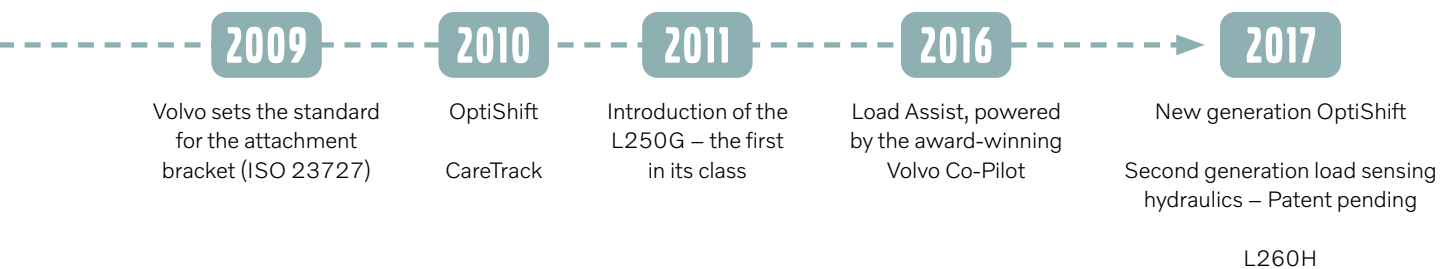 2009
Volvo sets the standard
for the attachment
bracket (ISO 23727)
2010
OptiShift
CareTrack
2011
Introduction of the
L250G – the first
in its class
2016
Load Assist, powered
by the award-winning
Volvo Co-Pilot
2017
New generation OptiShift
Second generation load sensing
hydraulics – Patent pending
L260H